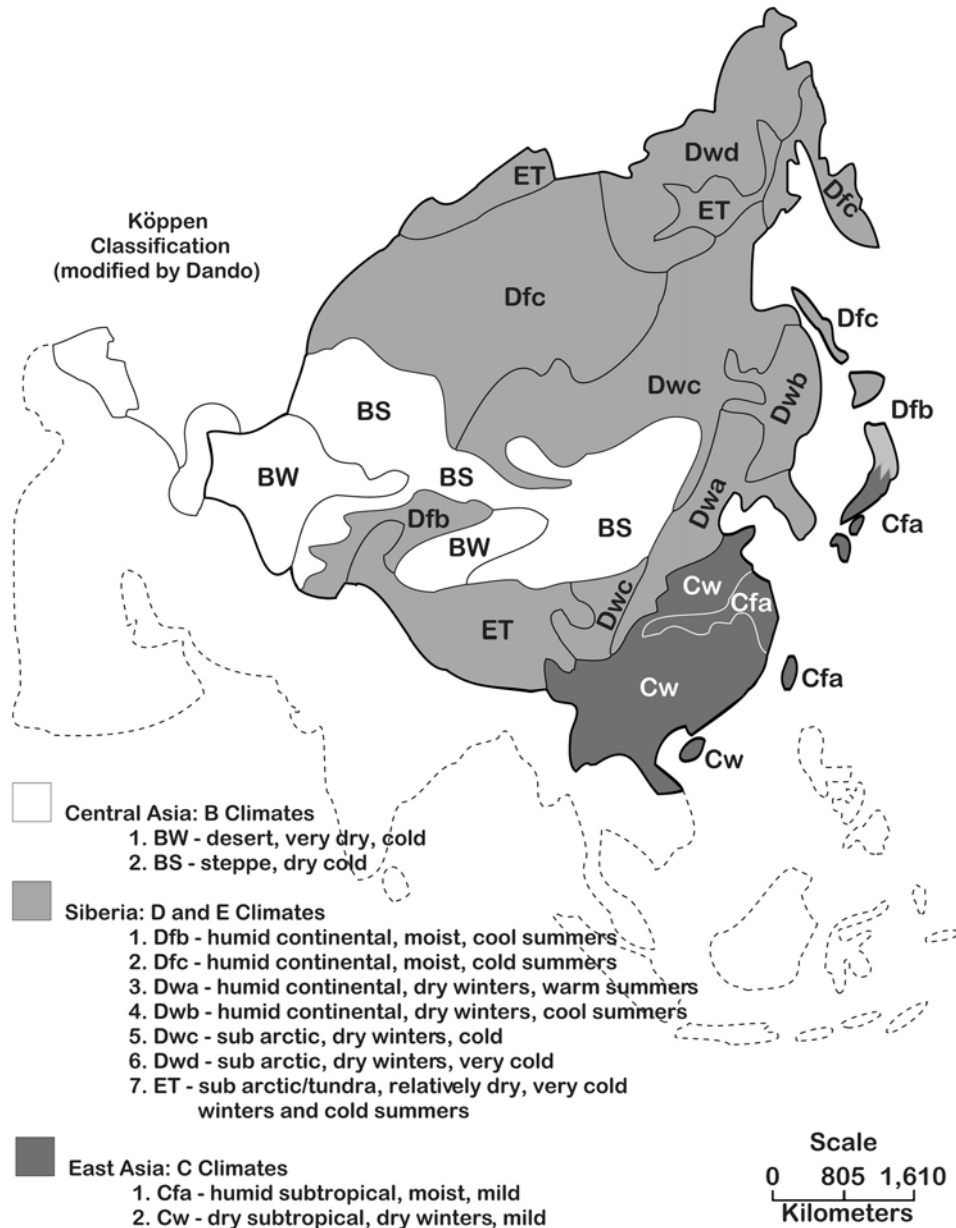 Köppen
Classification
(modified by Dando)
ET
Dwd
ET
Dfc
Dfc
Dfc
BS
Dwc
Dwb
Dfb
BW
BS
Dfb
BS
Dwa
BW
Cfa
Cw
Cfa
Dwc
ET
Cw
Cfa
Cw
Central Asia: B Climates
1. BW - desert, very dry, cold
2. BS - steppe, dry cold
Siberia: D and E Climates
1. Dfb - humid continental, moist, cool summers
2. Dfc - humid continental, moist, cold summers
3. Dwa - humid continental, dry winters, warm summers
4. Dwb - humid continental, dry winters, cool summers
5. Dwc - sub arctic, dry winters, cold
6. Dwd - sub arctic, dry winters, very cold
7. ET - sub arctic/tundra, relatively dry, very cold
winters and cold summers
East Asia: C Climates
1. Cfa - humid subtropical, moist, mild
2. Cw - dry subtropical, dry winters, mild
Scale
0 805 1,610
Kilometers